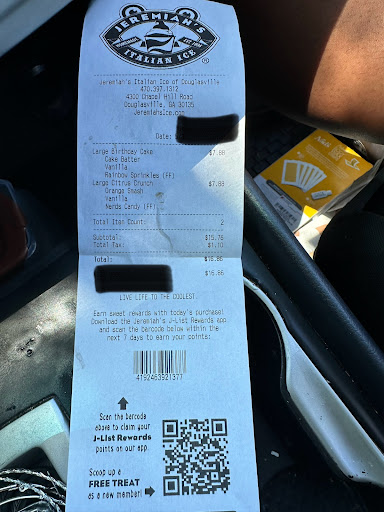 JEREMIAH'S
ITALIAN ICE
®
Jeremiah's Italian Ice of Douglasville
470.397.1312
4300 Chapel Hill Road
Douglasville, GA 30135
JeremiahsIce.com
Date:
Large Birthday Cake $7.88
Cake Batter
Vanilla
Rainbow Sprinkles (FF)
Large Citrus Crunch $7.88
Orange Smash
Vanilla
Nerds Candy (FF)
Total Item Count: 2
Subtotal: $15.76
Total Tax: $1.10
Total: $16.86
$16.86
LIVE LIFE TO THE COOLEST.
Earn sweet rewards with today's purchase!
Download the Jeremiah's J-List Rewards app
and scan the barcode below within the
next 7 days to earn your points:
4192463921377
Scan the barcode
above to claim your
J-List Rewards
points on our app.
Scoop up a
FREE TREAT
as a new member!